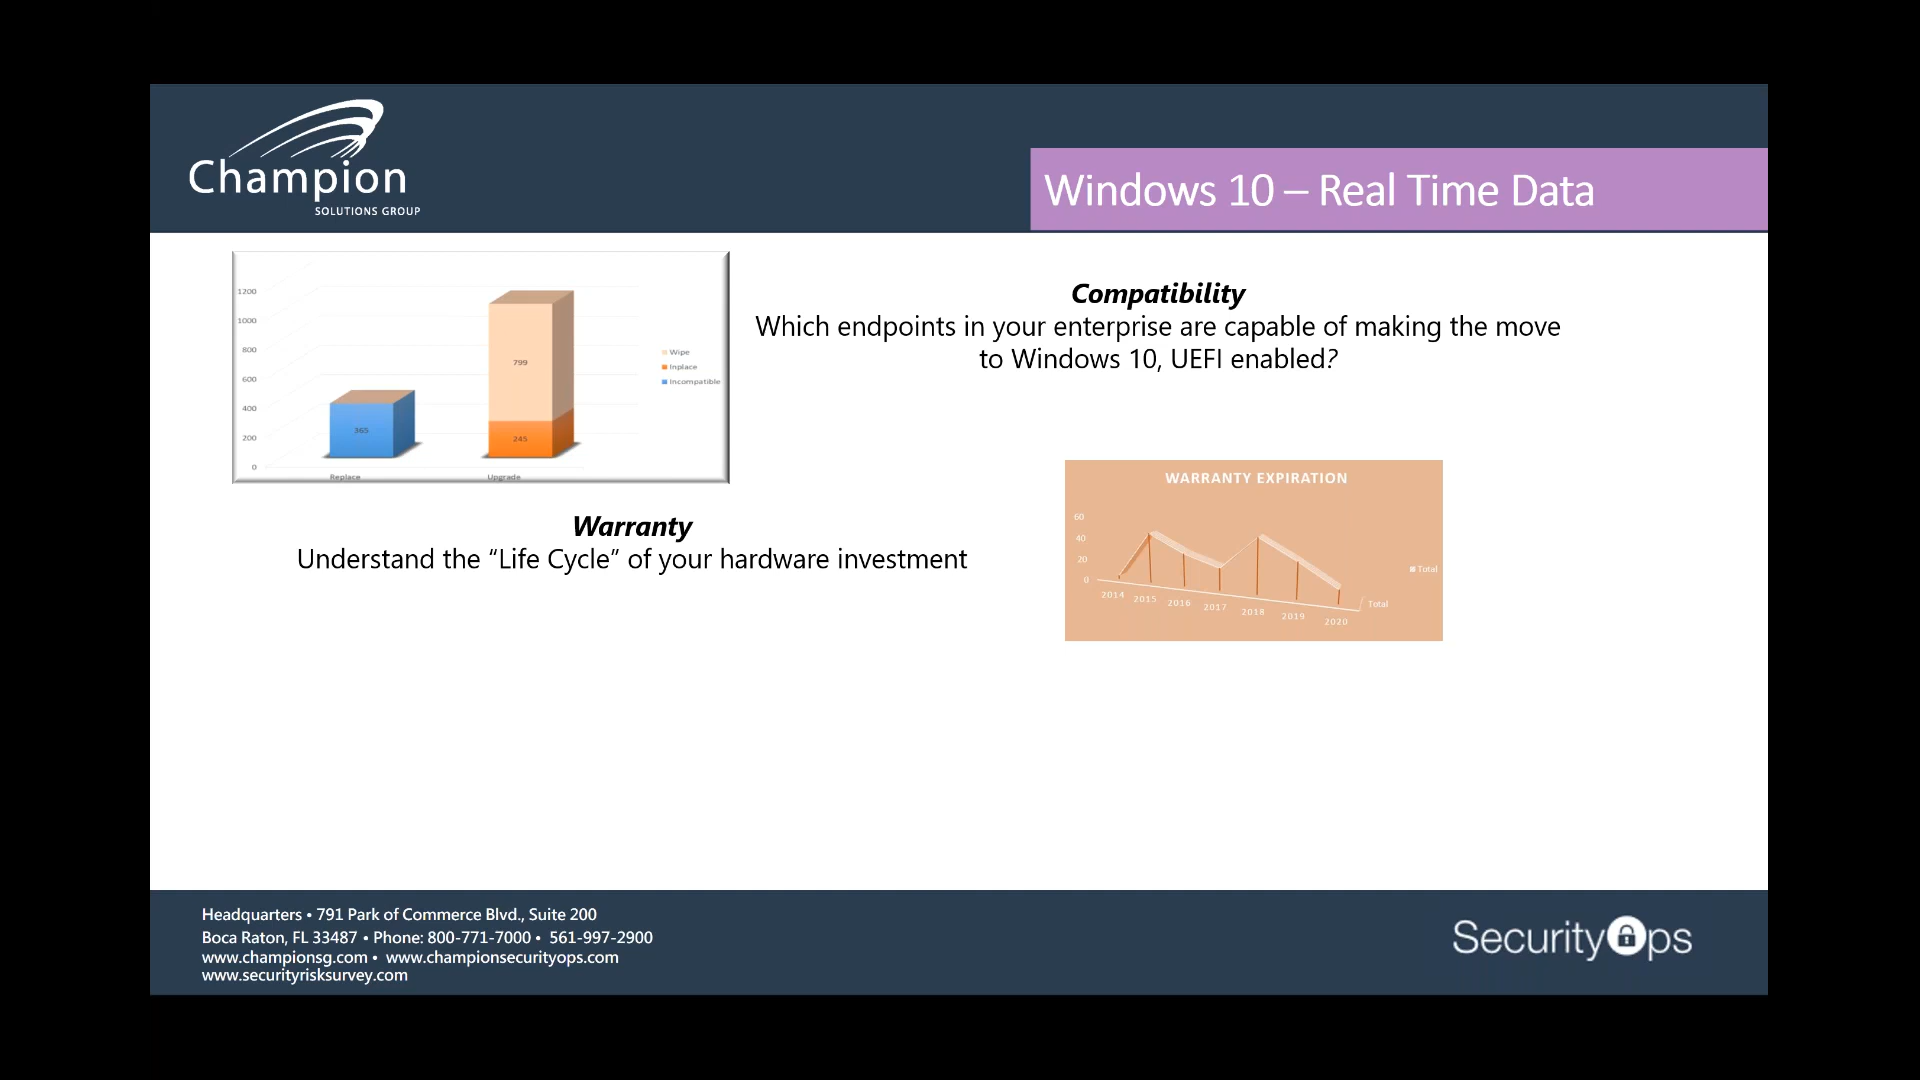 Champion
SOLUTIONS GROUP
Windows 10 – Real Time Data
1200
1000
800
600
400
200
0
799
365
245
Replace
Upgrade
Wipe
Inplace
Incompatible
Compatibility
Which endpoints in your enterprise are capable of making the move
to Windows 10, UEFI enabled?
Warranty
Understand the “Life Cycle” of your hardware investment
WARRANTY EXPIRATION
60
40
20
0
2014
2015
2016
2017
2018
2019
2020
Total
Total
Headquarters • 791 Park of Commerce Blvd., Suite 200
Boca Raton, FL 33487 • Phone: 800-771-7000 • 561-997-2900
www.championsg.com • www.championsecurityops.com
www.securityrisksurvey.com
SecurityOps